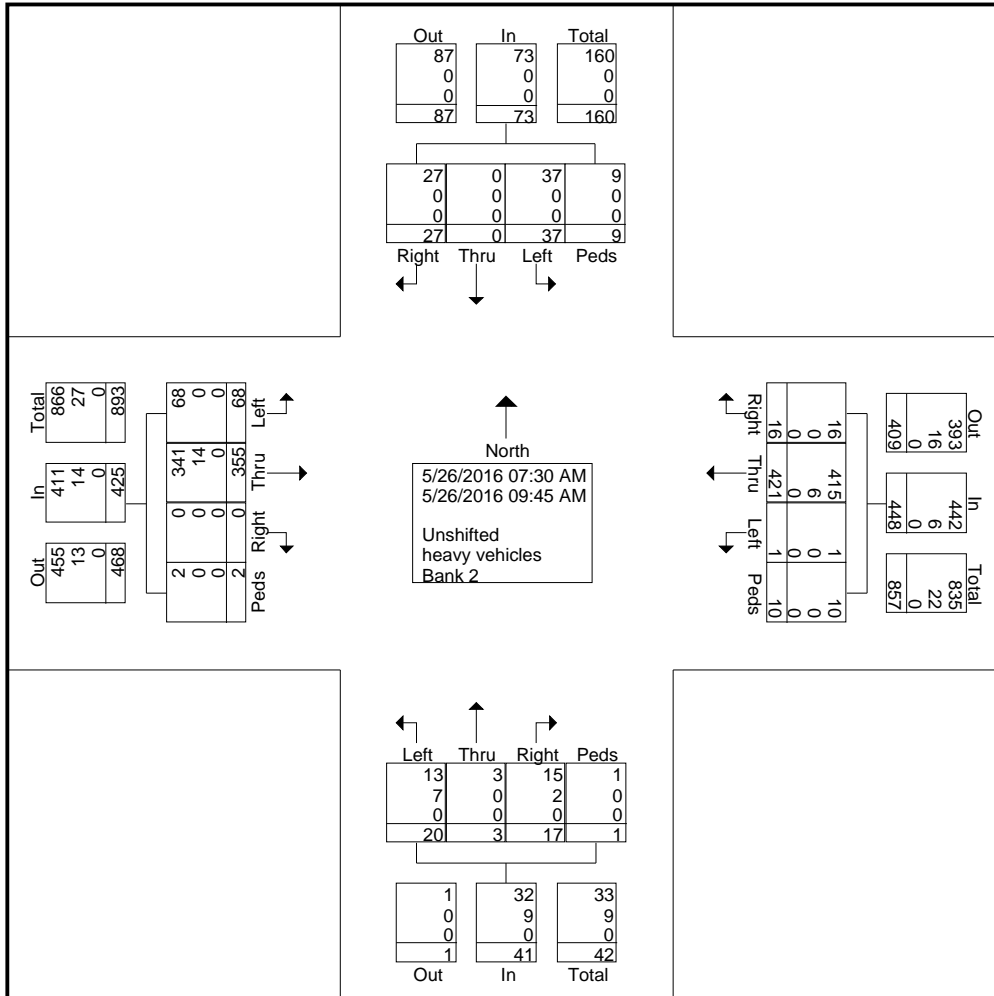 Out In Total
87 73 160
0 0 0
0 0 0
87 73 160
27 0 37 9
0 0 0 0
0 0 0 0
27 0 37 9
Right Thru Left Peds
Total
866
27
0
893
In
411
14
0
425
Out
455
13
0
468
68
0
0
68
Left
341
14
0
355
Thru
0
0
0
0
Right
2
0
0
2
Peds
North
5/26/2016 07:30 AM
5/26/2016 09:45 AM
Unshifted
heavy vehicles
Bank 2
Right
16
0
0
16
Thru
415
6
0
421
Left
1
0
0
1
Peds
10
0
0
10
Out
393
16
0
409
In
442
6
0
448
Total
835
22
0
857
Left Thru Right Peds
13 3 15 1
7 0 2 0
0 0 0 0
20 3 17 1
1 32 33
0 9 9
0 0 0
1 41 42
Out In Total